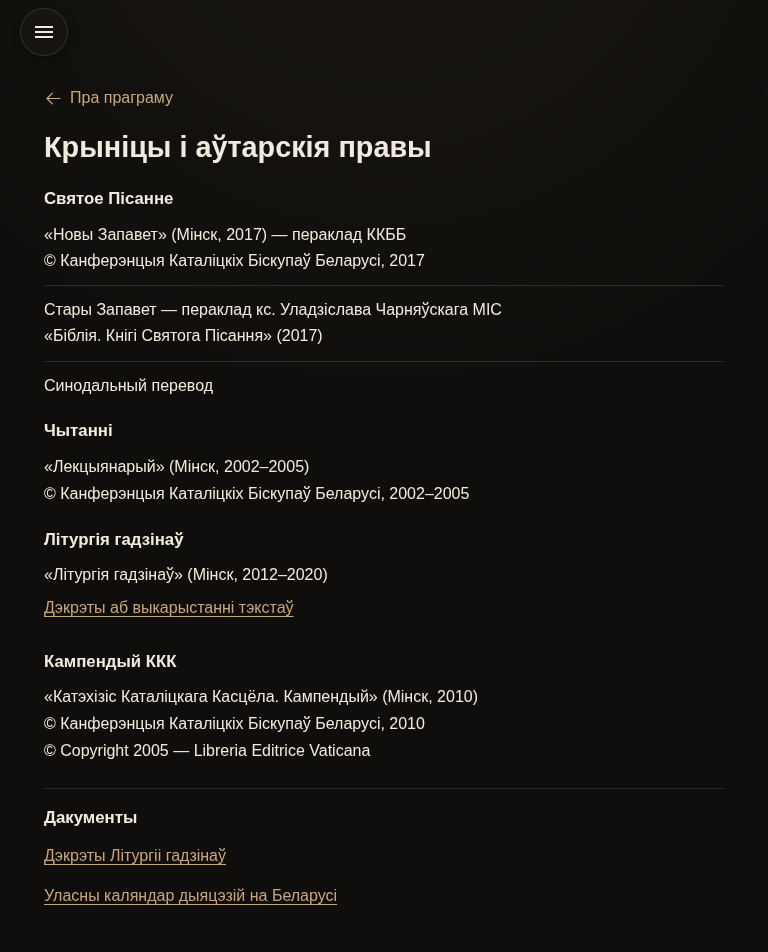 Пра праграму
Крыніцы і аўтарскія правы
Святое Пісанне
«Новы Запавет» (Мінск, 2017) — пераклад ККББ
© Канферэнцыя Каталіцкіх Біскупаў Беларусі, 2017
Стары Запавет — пераклад кс. Уладзіслава Чарняўскага MIC
«Біблія. Кнігі Святога Пісання» (2017)
Синодальный перевод
Чытанні
«Лекцыянарый» (Мінск, 2002–2005)
© Канферэнцыя Каталіцкіх Біскупаў Беларусі, 2002–2005
Літургія гадзінаў
«Літургія гадзінаў» (Мінск, 2012–2020)
Дэкрэты аб выкарыстанні тэкстаў
Кампендый ККК
«Катэхізіс Каталіцкага Касцёла. Кампендый» (Мінск, 2010)
© Канферэнцыя Каталіцкіх Біскупаў Беларусі, 2010
© Copyright 2005 — Libreria Editrice Vaticana
Дакументы
Дэкрэты Літургіі гадзінаў
Уласны каляндар дыяцэзій на Беларусі